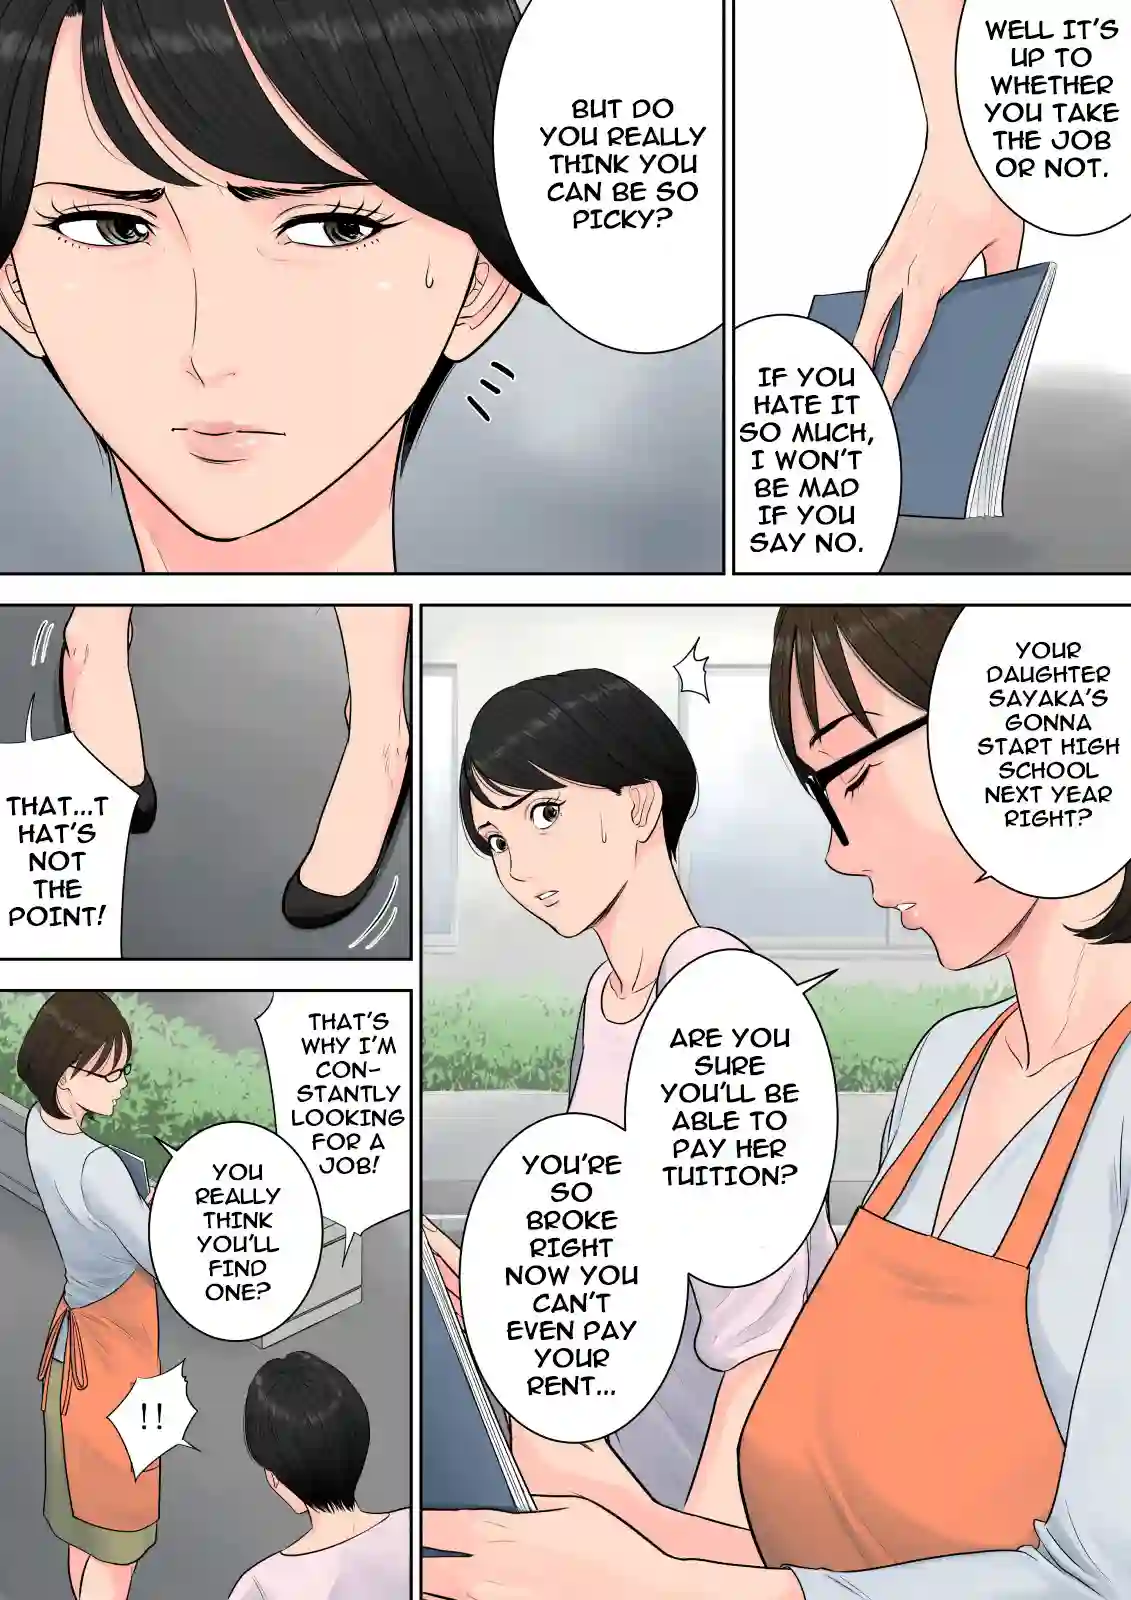 WELL IT'S
UP TO
WHETHER
YOU TAKE
THE JOB
OR NOT.
IF YOU
HATE IT
SO MUCH,
I WON'T
BE MAD
IF YOU
SAY NO.
BUT DO
YOU REALLY
THINK YOU
CAN BE SO
PICKY?
YOUR
DAUGHTER
SAYAKA'S
GONNA
START HIGH
SCHOOL
NEXT YEAR
RIGHT?
ARE YOU
SURE
YOU'LL BE
ABLE TO
PAY HER
TUITION?
YOU'RE
SO
BROKE
RIGHT
NOW YOU
CAN'T
EVEN PAY
YOUR
RENT...
THAT...T
HAT'S
NOT
THE
POINT!
THAT'S
WHY I'M
CON-
STANTLY
LOOKING
FOR A
JOB!
YOU
REALLY
THINK
YOU'LL
FIND
ONE?
!!